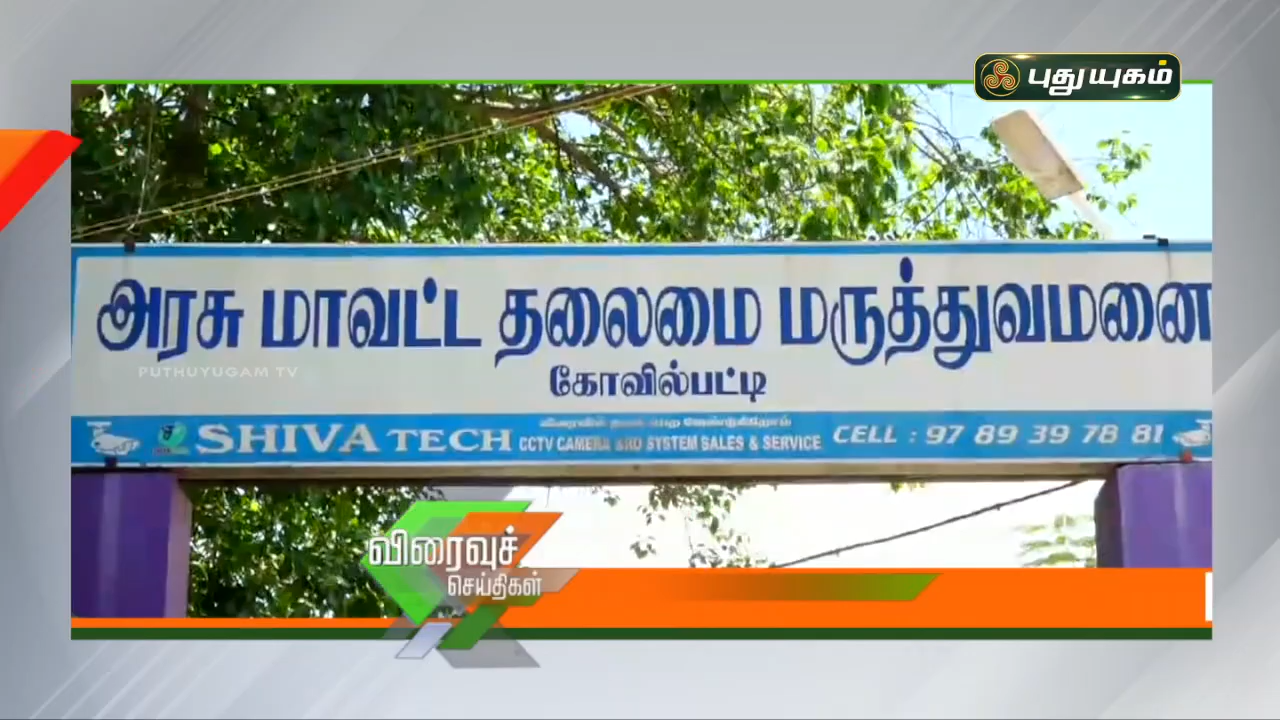 புதுயுகம்
அரசு மாவட்ட தலைமை மருத்துவமனை
PUTHUYUGAM TV
கோவில்பட்டி
SHIVA TECH CCTV CAMERA AND SYSTEM SALES & SERVICE CELL : 97 89 39 78 81
விரைவுச்
செய்திகள்